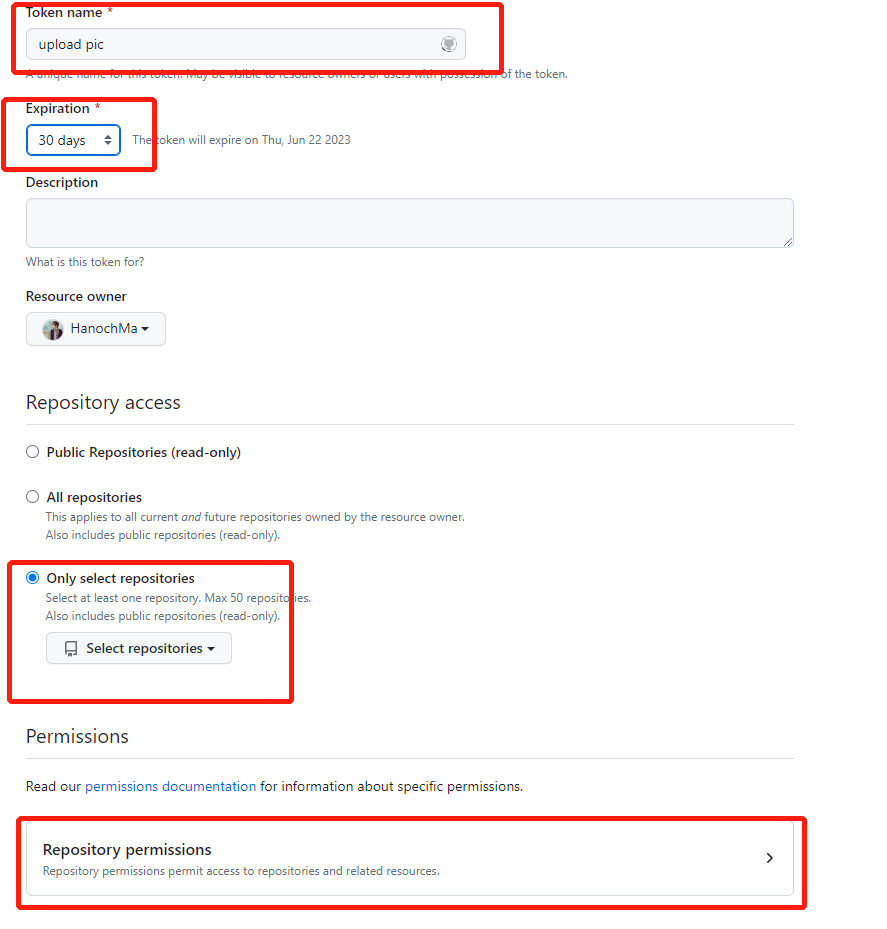 Token name *
upload pic
A unique name for this token. May be visible to resource owners or users with possession of the token.
Expiration *
30 days The token will expire on Thu, Jun 22 2023
Description
What is this token for?
Resource owner
HanochMa
Repository access
Public Repositories (read-only)
All repositories
This applies to all current and future repositories owned by the resource owner.
Also includes public repositories (read-only).
Only select repositories
Select at least one repository. Max 50 repositories.
Also includes public repositories (read-only).
Select repositories
Permissions
Read our permissions documentation for information about specific permissions.
Repository permissions
Repository permissions permit access to repositories and related resources.